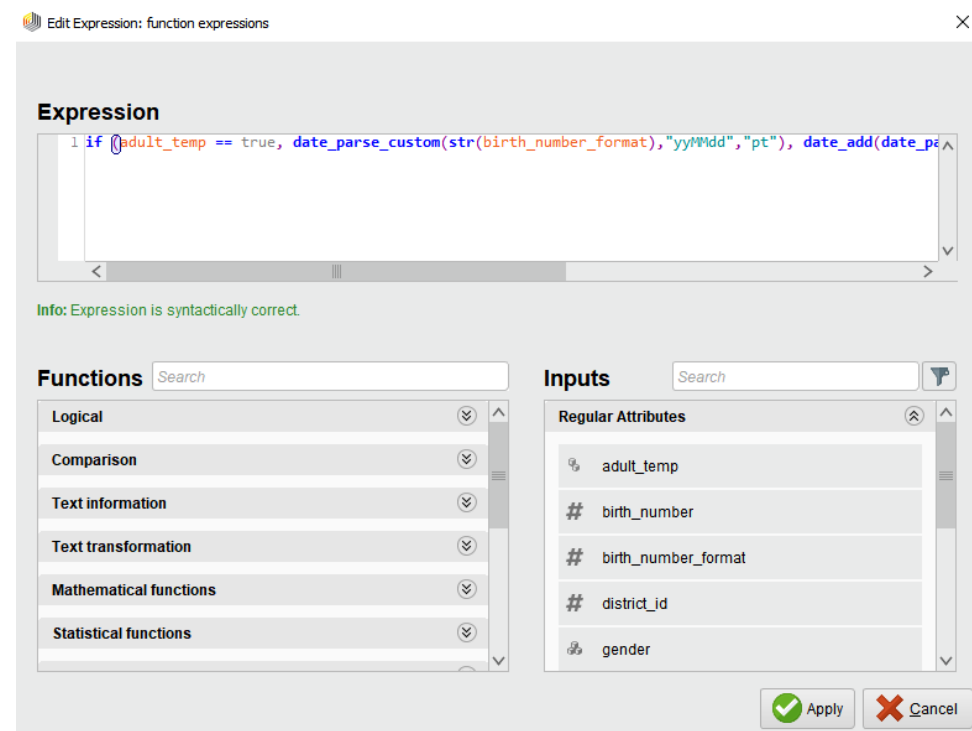 Edit Expression: function expressions
Expression
1 if (adult_temp == true, date_parse_custom(str(birth_number_format),"yyMMdd","pt"), date_add(date_pa
Info: Expression is syntactically correct.
Functions Search
Inputs Search
Logical
Regular Attributes
Comparison
adult_temp
Text information
birth_number
Text transformation
birth_number_format
Mathematical functions
district_id
Statistical functions
gender
Apply Cancel